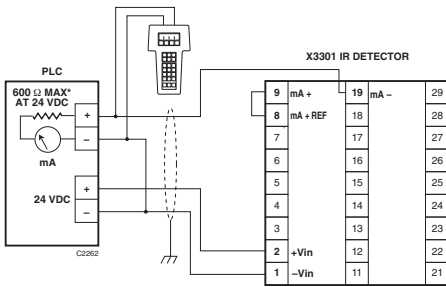 X3301 IR DETECTOR
PLC
600 Ω MAX*
AT 24 VDC
+
–
mA
24 VDC
+
–
C2262
9 mA + 19 mA – 29
8 mA + REF 18 28
7 17 27
6 16 26
5 15 25
4 14 24
3 13 23
2 +Vin 12 22
1 –Vin 11 21